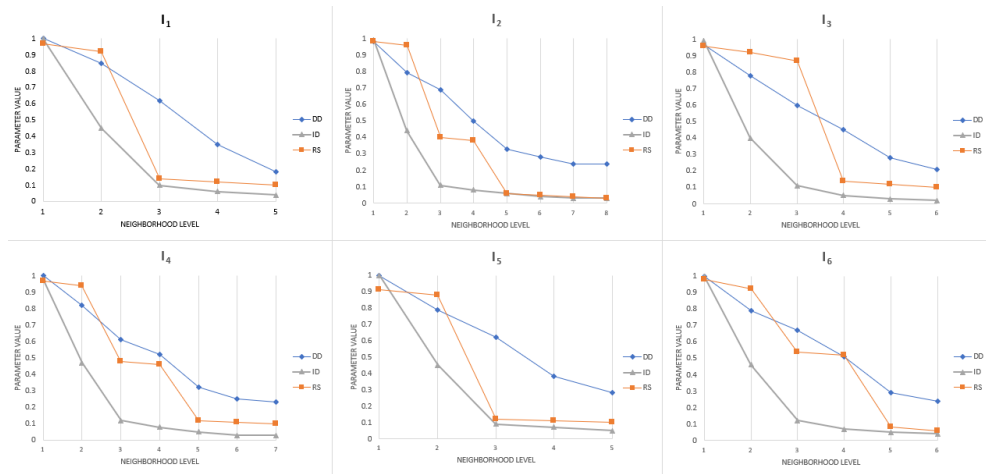 I1
PARAMETER VALUE
1
0.9
0.8
0.7
0.6
0.5
0.4
0.3
0.2
0.1
0
1 2 3 4 5
NEIGHBORHOOD LEVEL
DD
ID
RS
I2
PARAMETER VALUE
1
0.9
0.8
0.7
0.6
0.5
0.4
0.3
0.2
0.1
0
1 2 3 4 5 6 7 8
NEIGHBORHOOD LEVEL
DD
ID
RS
I3
PARAMETER VALUE
1
0.9
0.8
0.7
0.6
0.5
0.4
0.3
0.2
0.1
0
1 2 3 4 5 6
NEIGHBORHOOD LEVEL
DD
ID
RS
I4
PARAMETER VALUE
1
0.9
0.8
0.7
0.6
0.5
0.4
0.3
0.2
0.1
0
1 2 3 4 5 6 7
NEIGHBORHOOD LEVEL
DD
ID
RS
I5
PARAMETER VALUE
1
0.9
0.8
0.7
0.6
0.5
0.4
0.3
0.2
0.1
0
1 2 3 4 5
NEIGHBORHOOD LEVEL
DD
ID
RS
I6
PARAMETER VALUE
1
0.9
0.8
0.7
0.6
0.5
0.4
0.3
0.2
0.1
0
1 2 3 4 5 6
NEIGHBORHOOD LEVEL
DD
ID
RS